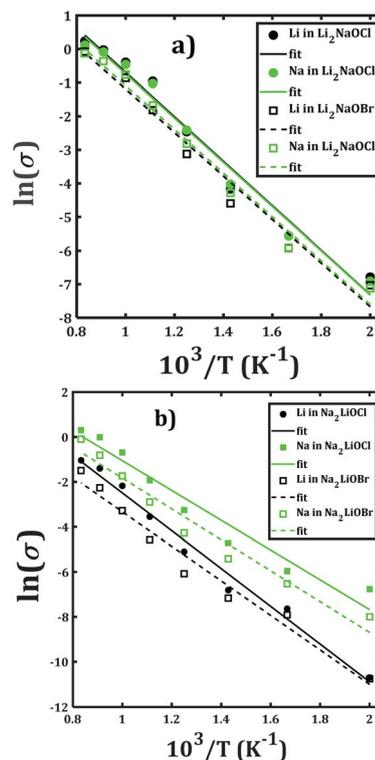 a)
Li in Li₂NaOCl
fit
Na in Li₂NaOCl
fit
Li in Li₂NaOBr
fit
Na in Li₂NaOBr
fit
1
0
-1
-2
-3
-4
-5
-6
-7
-8
ln(σ)
0.8 1 1.2 1.4 1.6 1.8 2
10³/T (K⁻¹)
b)
Li in Na₂LiOCl
fit
Na in Na₂LiOCl
fit
Li in Na₂LiOBr
fit
Na in Na₂LiOBr
fit
2
0
-2
-4
-6
-8
-10
-12
ln(σ)
0.8 1 1.2 1.4 1.6 1.8 2
10³/T (K⁻¹)